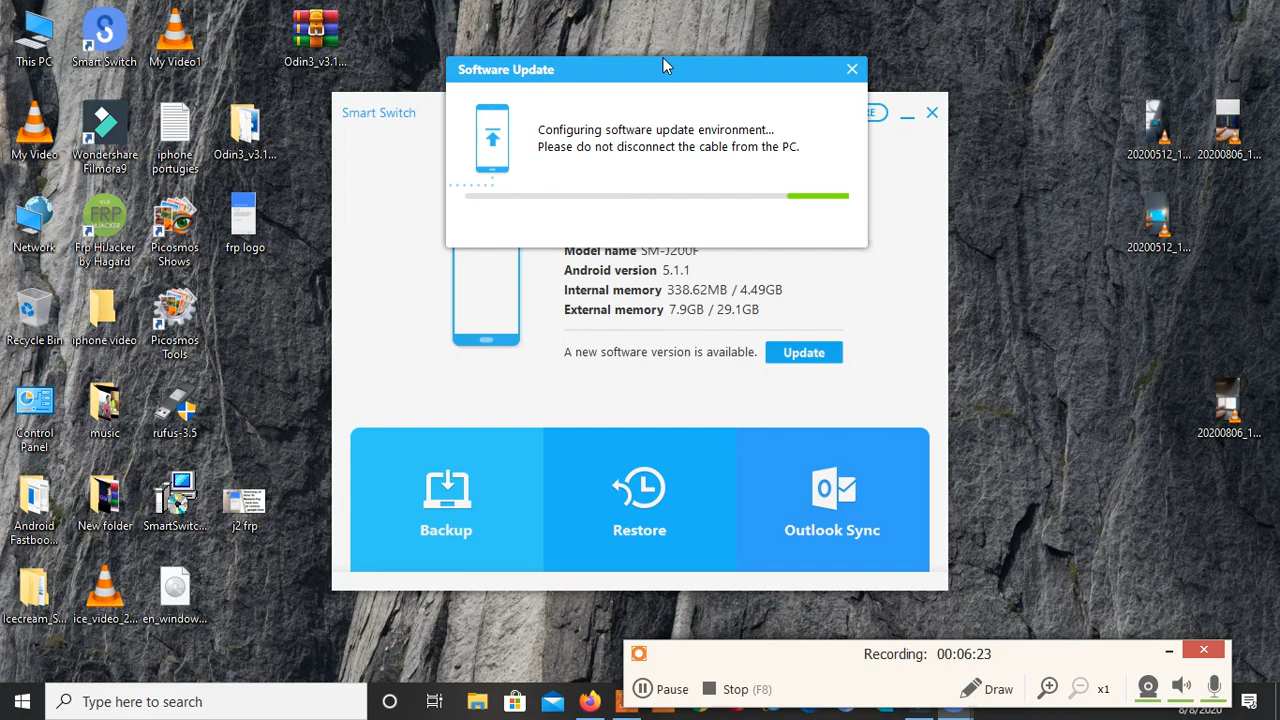 This PC
Smart Switch
My Video1
Odin3_v3.1...
My Video
Wondershare
Filmora9
iphone
portugies
Odin3_v3.1...
Network
Frp HiJacker
by Hagard
Picosmos
Shows
frp logo
Recycle Bin
iphone video
Picosmos
Tools
Control
Panel
music
rufus-3.5
Android
Fastboo...
New folder
SmartSwitc...
j2 frp
Icecream_S...
ice_video_2...
en_window...
Software Update
Configuring software update environment...
Please do not disconnect the cable from the PC.
Smart Switch
Model name SM-J200F
Android version 5.1.1
Internal memory 338.62MB / 4.49GB
External memory 7.9GB / 29.1GB
A new software version is available. Update
Backup
Restore
Outlook Sync
20200512_1...
20200806_1...
20200512_1...
20200806_1...
Recording: 00:06:23
Pause
Stop (F8)
Draw
x1
Type here to search
8/8/2020